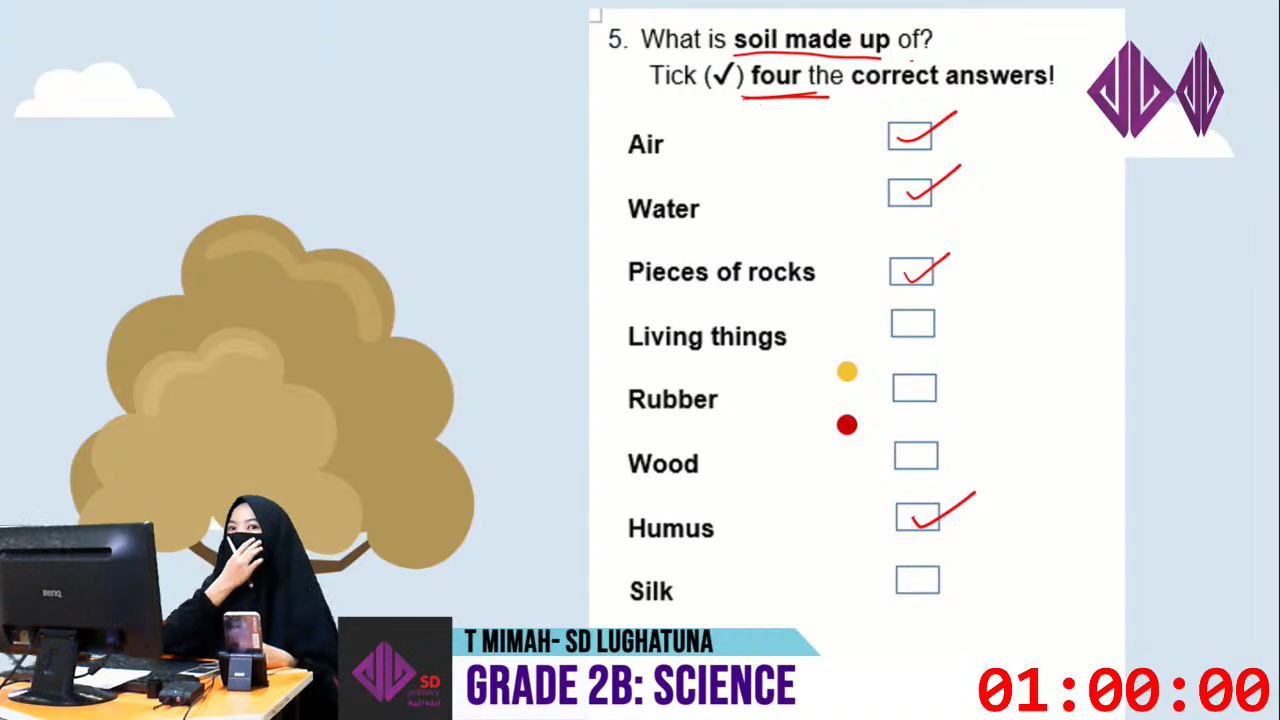 5. What is soil made up of?
Tick (✓) four the correct answers!
Air
Water
Pieces of rocks
Living things
Rubber
Wood
Humus
Silk
BENQ
SD
primary
ابتدائية
T MIMAH- SD LUGHATUNA
GRADE 2B: SCIENCE
01:00:00